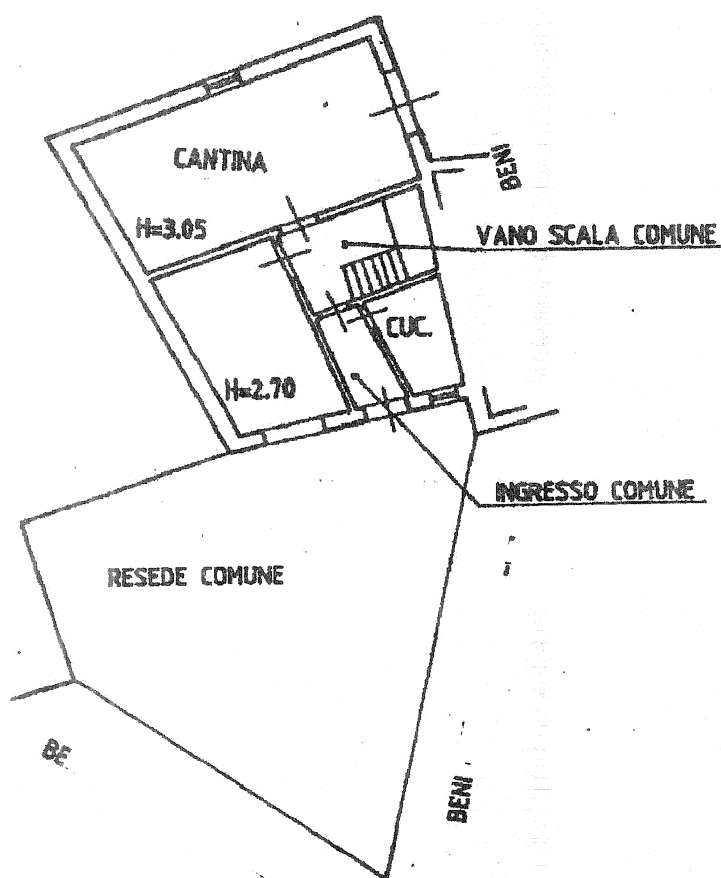 CANTINA
BENI
H=3.05
VANO SCALA COMUNE
CUC.
H=2.70
INGRESSO COMUNE
RESEDE COMUNE
BE
BENI